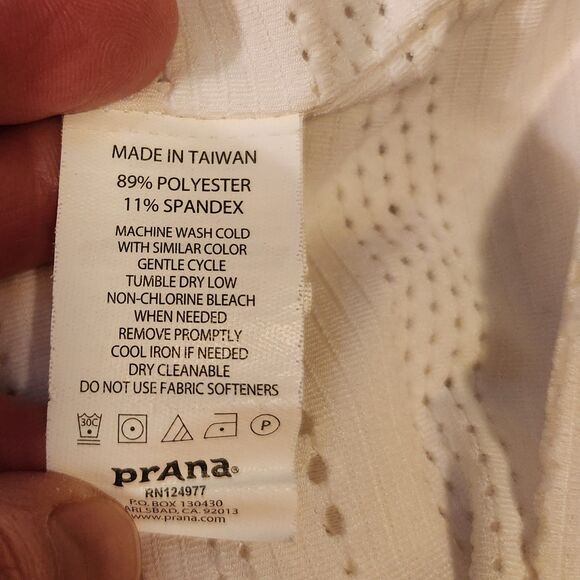 MADE IN TAIWAN
89% POLYESTER
11% SPANDEX
MACHINE WASH COLD
WITH SIMILAR COLOR
GENTLE CYCLE
TUMBLE DRY LOW
NON-CHLORINE BLEACH
WHEN NEEDED
REMOVE PROMPTLY
COOL IRON IF NEEDED
DRY CLEANABLE
DO NOT USE FABRIC SOFTENERS
30C P
prAna®
RN124977
P.O. BOX 130430
ARLSBAD, CA. 92013
www.prana.com